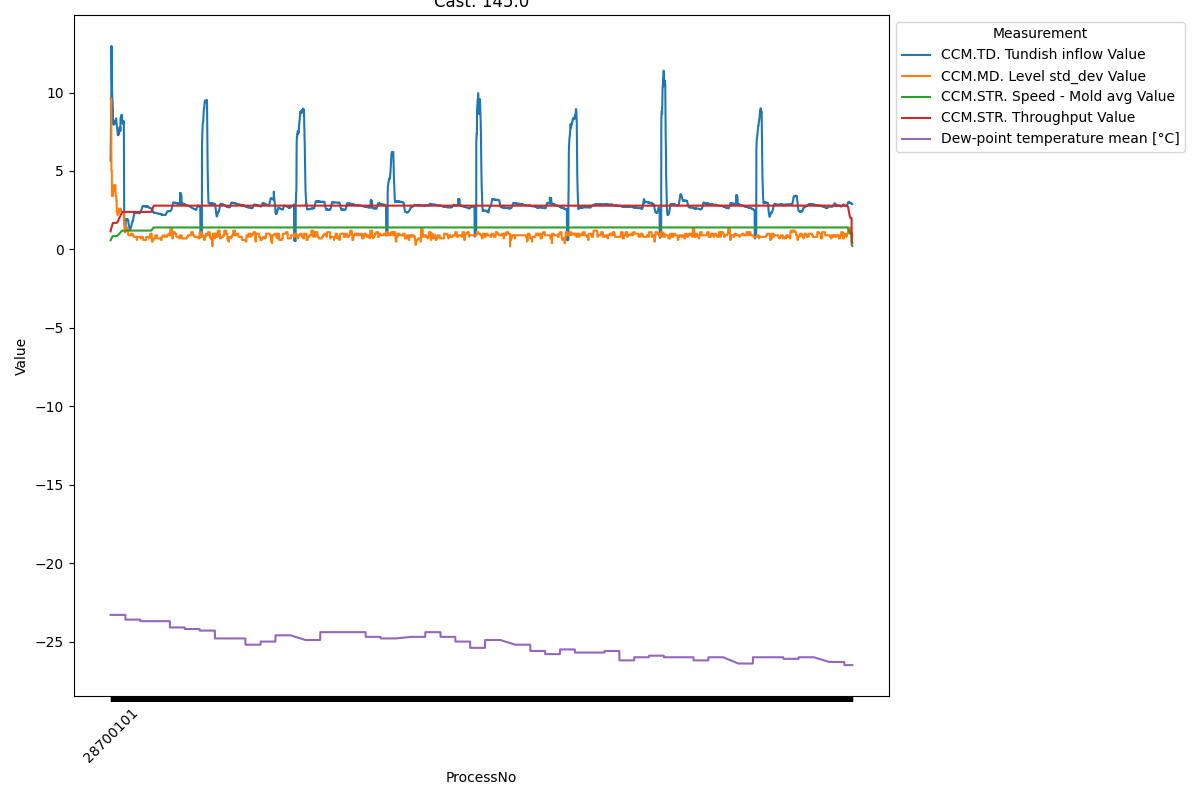 Cast: 145.0
Measurement
CCM.TD. Tundish inflow Value
CCM.MD. Level std_dev Value
CCM.STR. Speed - Mold avg Value
CCM.STR. Throughput Value
Dew-point temperature mean [°C]
10
5
0
−5
−10
−15
−20
−25
Value
28700101
ProcessNo